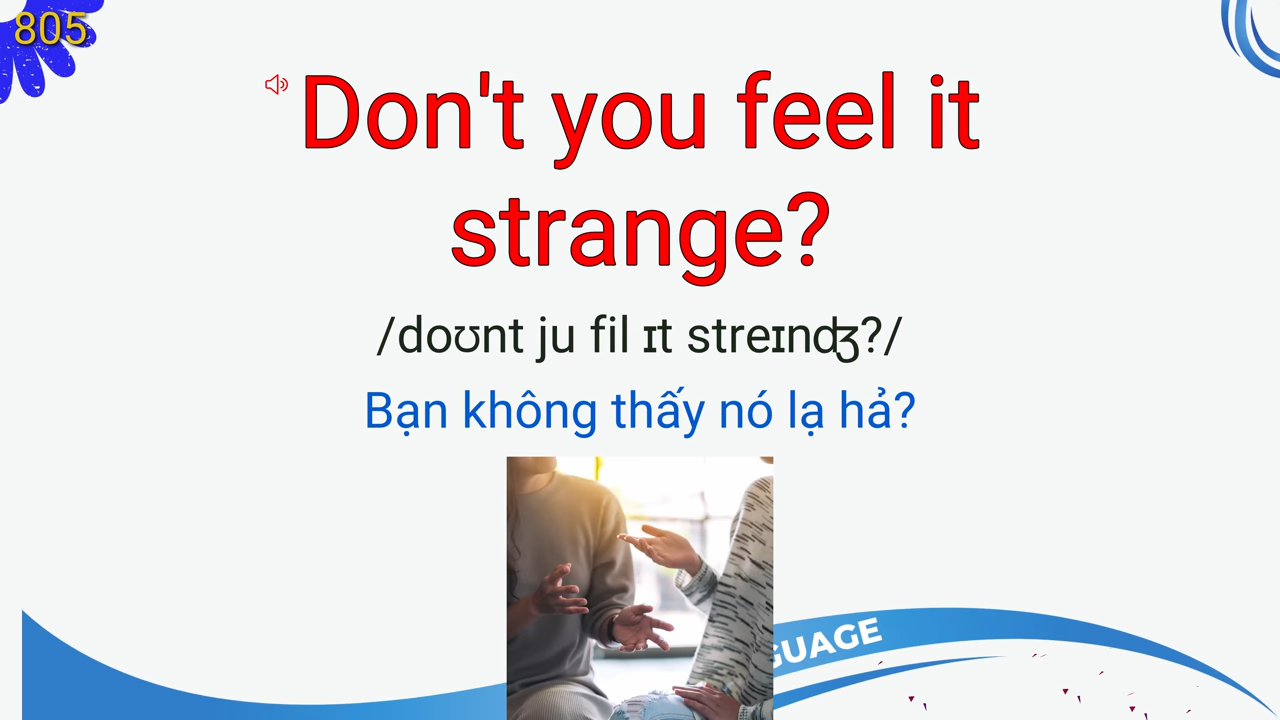 805
Don't you feel it
strange?
/doʊnt ju fil ɪt streɪnʤ?/
Bạn không thấy nó lạ hả?
GUAGE